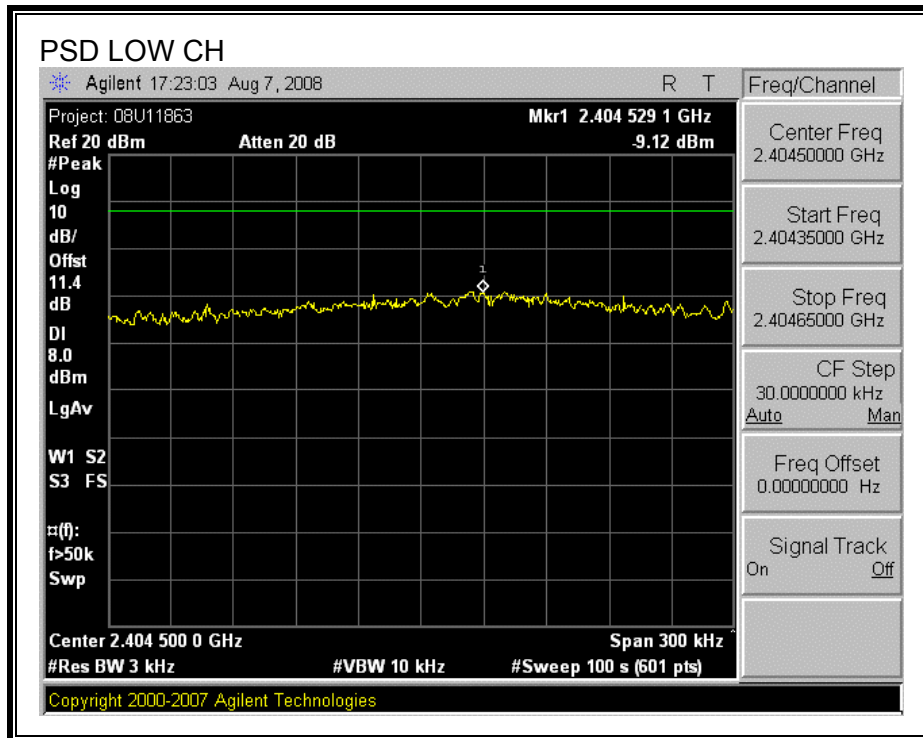 PSD LOW CH
Agilent 17:23:03 Aug 7, 2008 R T
Project: 08U11863 Mkr1 2.404 529 1 GHz
Ref 20 dBm Atten 20 dB -9.12 dBm
#Peak
Log
10
dB/
Offst
11.4
dB
DI
8.0
dBm
LgAv
W1 S2
S3 FS
¤(f):
f>50k
Swp
1
Center 2.404 500 0 GHz Span 300 kHz ^
#Res BW 3 kHz #VBW 10 kHz #Sweep 100 s (601 pts)
Copyright 2000-2007 Agilent Technologies
Freq/Channel
Center Freq
2.40450000 GHz
Start Freq
2.40435000 GHz
Stop Freq
2.40465000 GHz
CF Step
30.0000000 kHz
Auto Man
Freq Offset
0.00000000 Hz
Signal Track
On Off